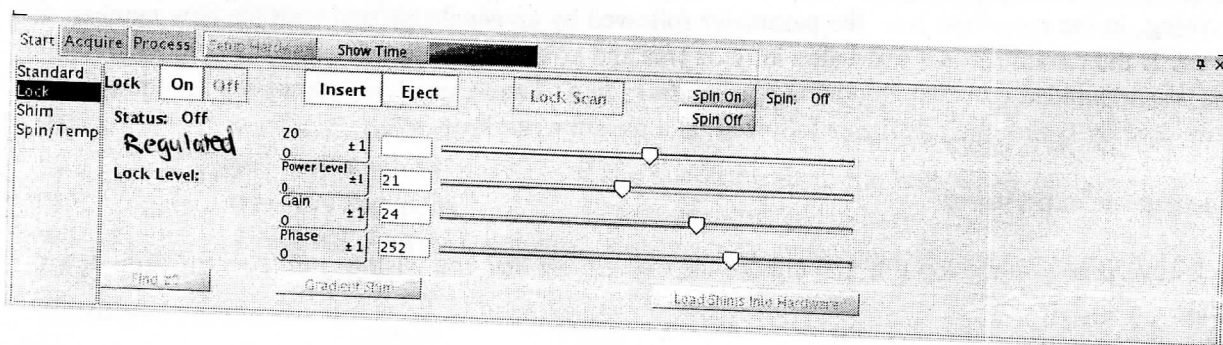 Start Acquire Process Setup Hardware Show Time
Standard
Lock
Shim
Spin/Temp
Lock On Off Insert Eject Lock Scan Spin On Spin: Off
Spin Off
Status: Off
Regulated
Lock Level:
Z0
0 ±1
Power Level
0 ±1 21
Gain
0 ±1 24
Phase
0 ±1 252
Find z0 Gradient Shim Load Shims Into Hardware